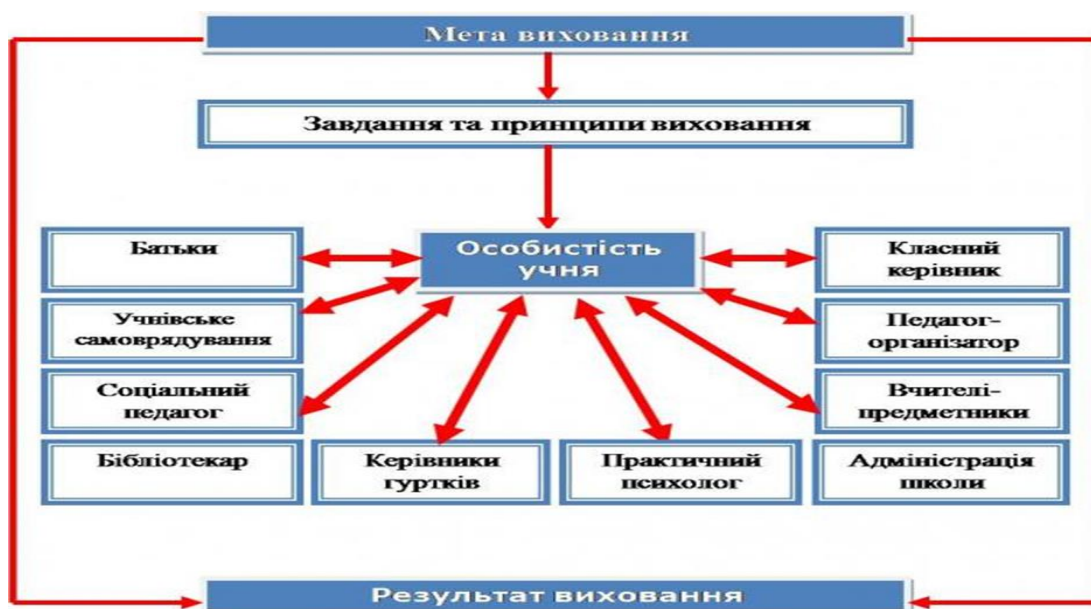 Мета виховання
Завдання та принципи виховання
Батьки
Особистість
учня
Класний
керівник
Учнівське
самоврядування
Педагог-
організатор
Соціальний
педагог
Вчителі-
предметники
Бібліотекар
Керівники
гуртків
Практичний
психолог
Адміністрація
школи
Результат виховання